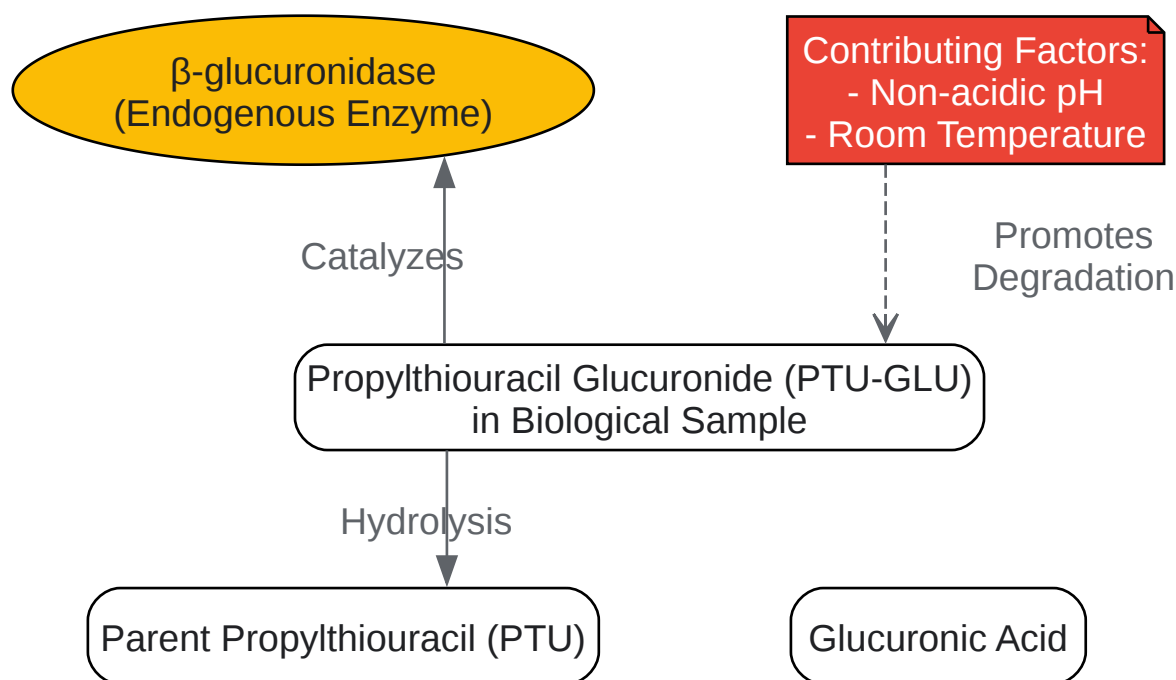 β-glucuronidase
(Endogenous Enzyme)
Contributing Factors:
- Non-acidic pH
- Room Temperature
Catalyzes
Promotes
Degradation
Propylthiouracil Glucuronide (PTU-GLU)
in Biological Sample
Hydrolysis
Parent Propylthiouracil (PTU)
Glucuronic Acid